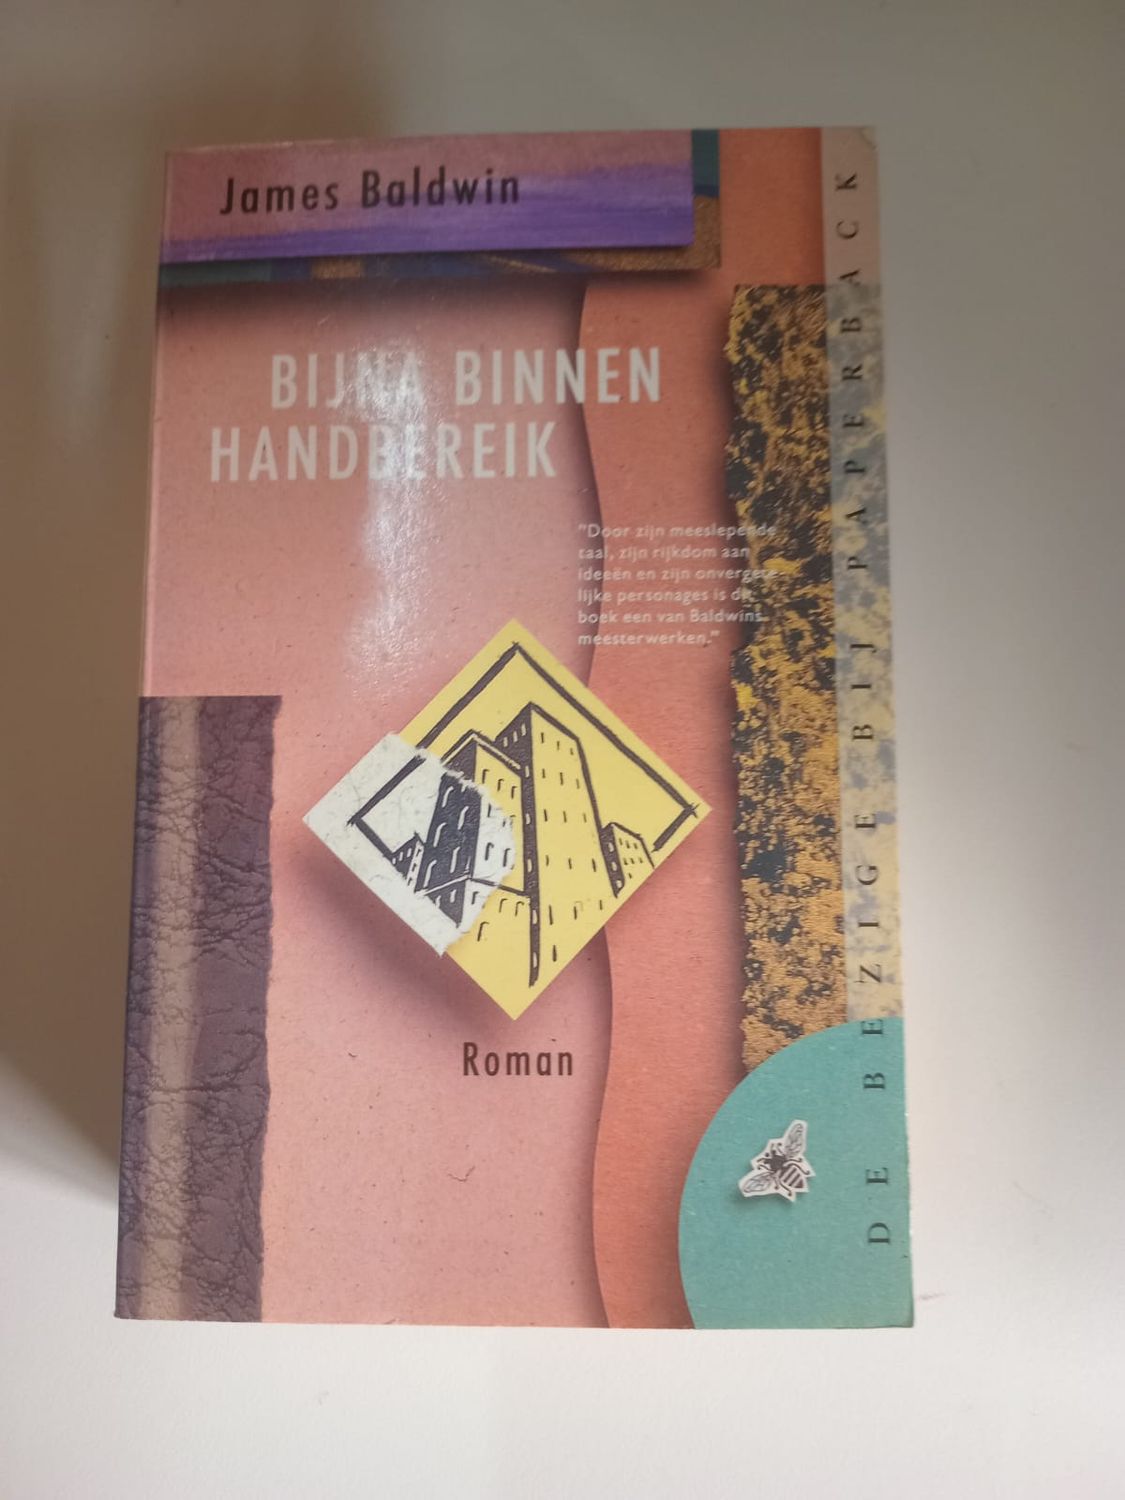 James Baldwin
BIJNA BINNEN
HANDBEREIK
"Door zijn meeslepende
taal, zijn rijkdom aan
ideeën en zijn onvergete-
lijke personages is dit
boek een van Baldwins
meesterwerken."
Roman
DE BEZIGE BIJ PAPERBACK